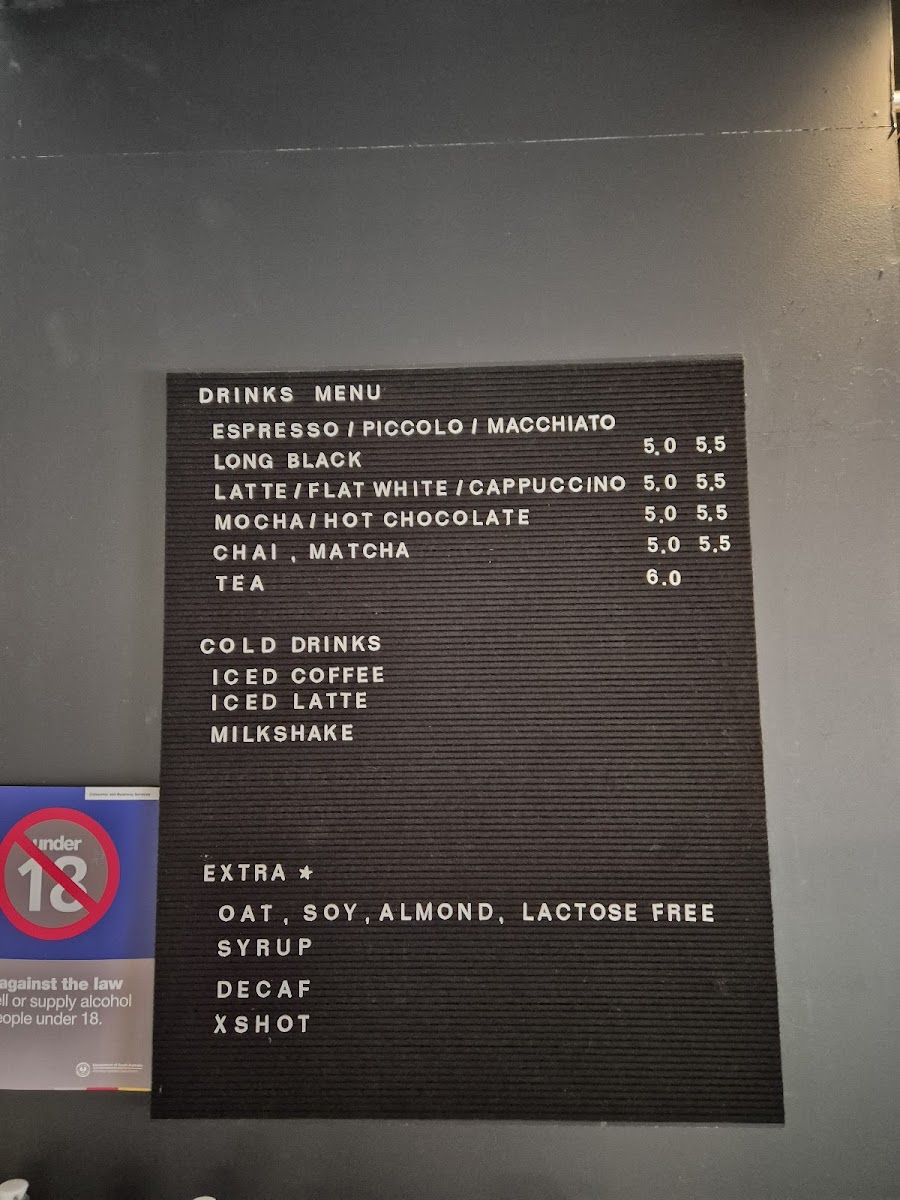 DRINKS MENU
ESPRESSO / PICCOLO / MACCHIATO
LONG BLACK 5.0 5.5
LATTE / FLAT WHITE / CAPPUCCINO 5.0 5.5
MOCHA / HOT CHOCOLATE 5.0 5.5
CHAI , MATCHA 5.0 5.5
TEA 6.0
COLD DRINKS
ICED COFFEE
ICED LATTE
MILKSHAKE
EXTRA ★
OAT , SOY , ALMOND , LACTOSE FREE
SYRUP
DECAF
XSHOT
under
18
against the law
ell or supply alcohol
eople under 18.